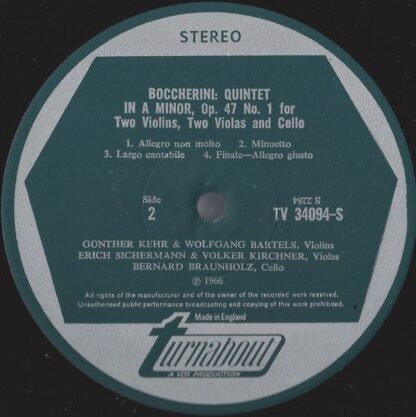 STEREO
BOCCHERINI: QUINTET
IN A MINOR, Op. 47 No. 1 for
Two Violins, Two Violas and Cello
1. Allegro non molto 2. Minuetto
3. Largo cantabile 4. Finale—Allegro giusto
Side
2
S 2284
TV 34094-S
GÜNTHER KEHR & WOLFGANG BARTELS, Violins
ERICH SICHERMANN & VOLKER KIRCHNER, Violas
BERNARD BRAUNHOLZ, Cello
Ⓟ 1966
All rights of the manufacturer and of the owner of the recorded work reserved.
Unauthorised public performance broadcasting and copying of this work prohibited.
Made in England
turnabout
A VOX PRODUCTION